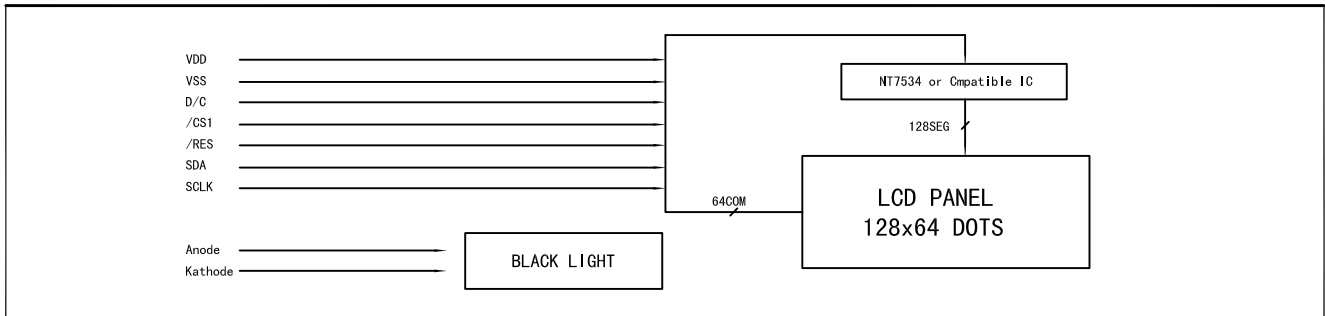 VDD
VSS
D/C
/CS1
/RES
SDA
SCLK
NT7534 or Cmpatible IC
128SEG
64COM
LCD PANEL
128x64 DOTS
Anode
Kathode
BLACK LIGHT